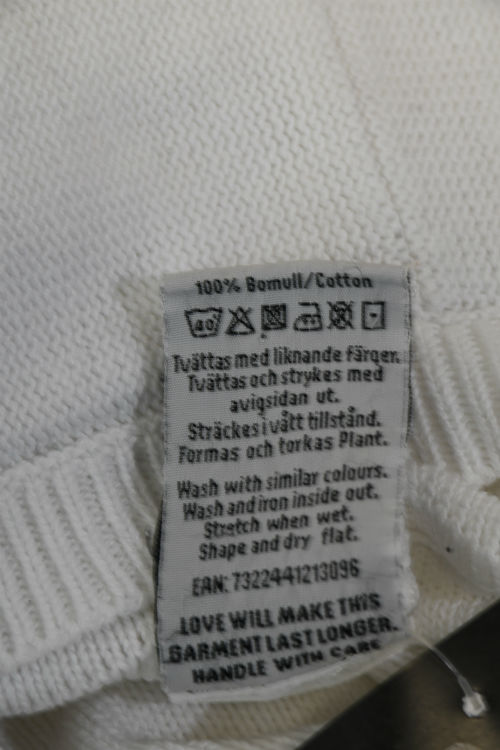 100% Bomull/Cotton
40
Tvättas med liknande färger.
Tvättas och strykes med
avigsidan ut.
Sträckes i vått tillstånd.
Formas och torkas Plant.
Wash with similar colours.
Wash and iron inside out.
Stretch when wet.
Shape and dry flat.
EAN: 7322441213096
LOVE WILL MAKE THIS
GARMENT LAST LONGER.
HANDLE WITH CARE